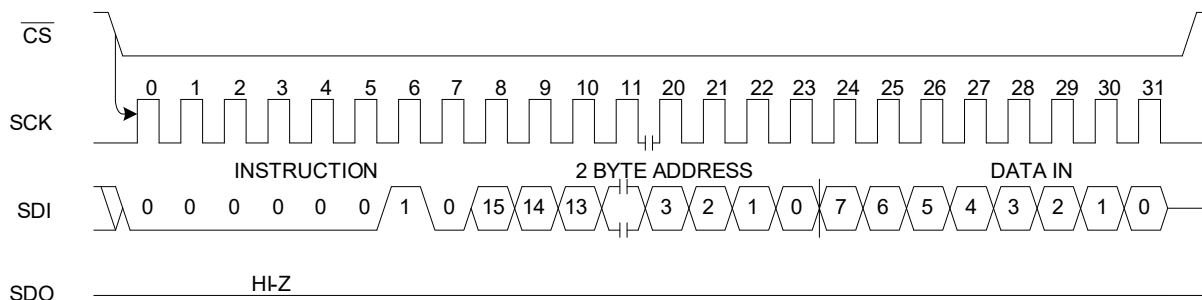 CS
0 1 2 3 4 5 6 7 8 9 10 11 20 21 22 23 24 25 26 27 28 29 30 31
SCK
INSTRUCTION 2 BYTE ADDRESS DATA IN
SDI 0 0 0 0 0 0 1 0 15 14 13 3 2 1 0 7 6 5 4 3 2 1 0
HI-Z
SDO